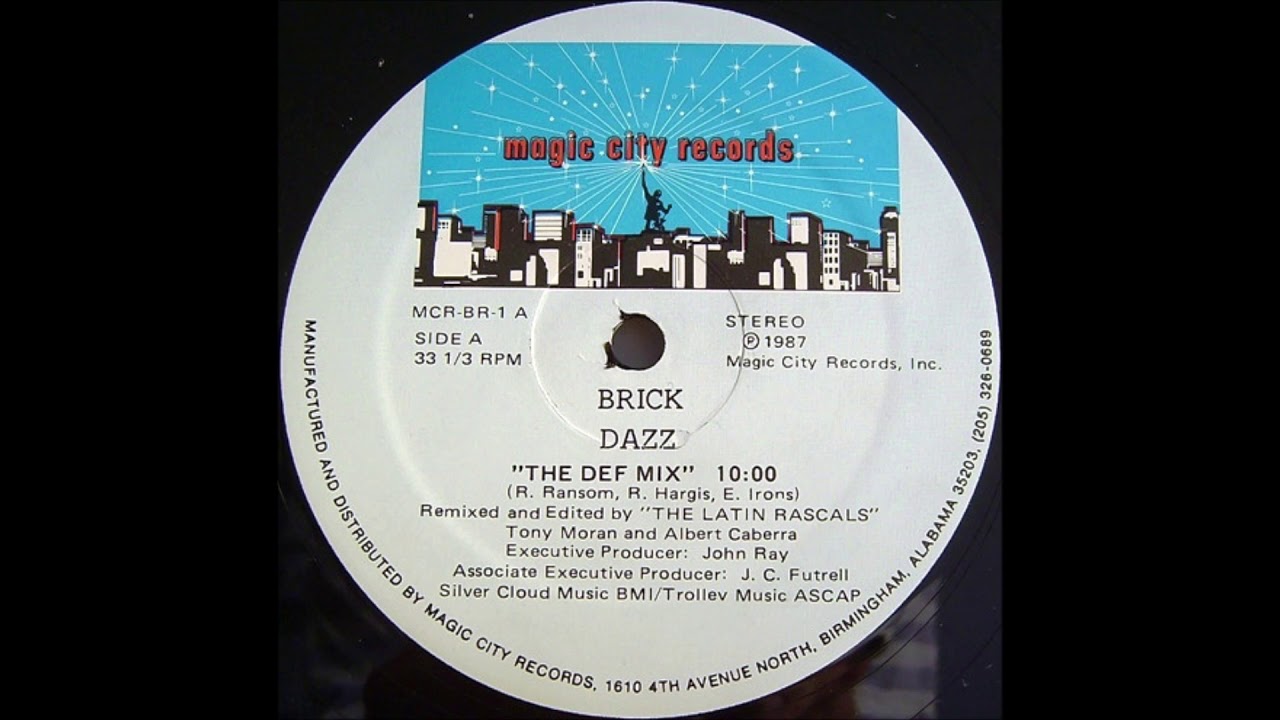 magic city records
MCR-BR-1 A
SIDE A
33 1/3 RPM
STEREO
Ⓟ 1987
Magic City Records, Inc.
BRICK
DAZZ
"THE DEF MIX" 10:00
(R. Ransom, R. Hargis, E. Irons)
Remixed and Edited by "THE LATIN RASCALS"
Tony Moran and Albert Caberra
Executive Producer: John Ray
Associate Executive Producer: J. C. Futrell
Silver Cloud Music BMI/Trollev Music ASCAP
MANUFACTURED AND DISTRIBUTED BY MAGIC CITY RECORDS, 1610 4TH AVENUE NORTH, BIRMINGHAM, ALABAMA 35203, (205) 326-0689